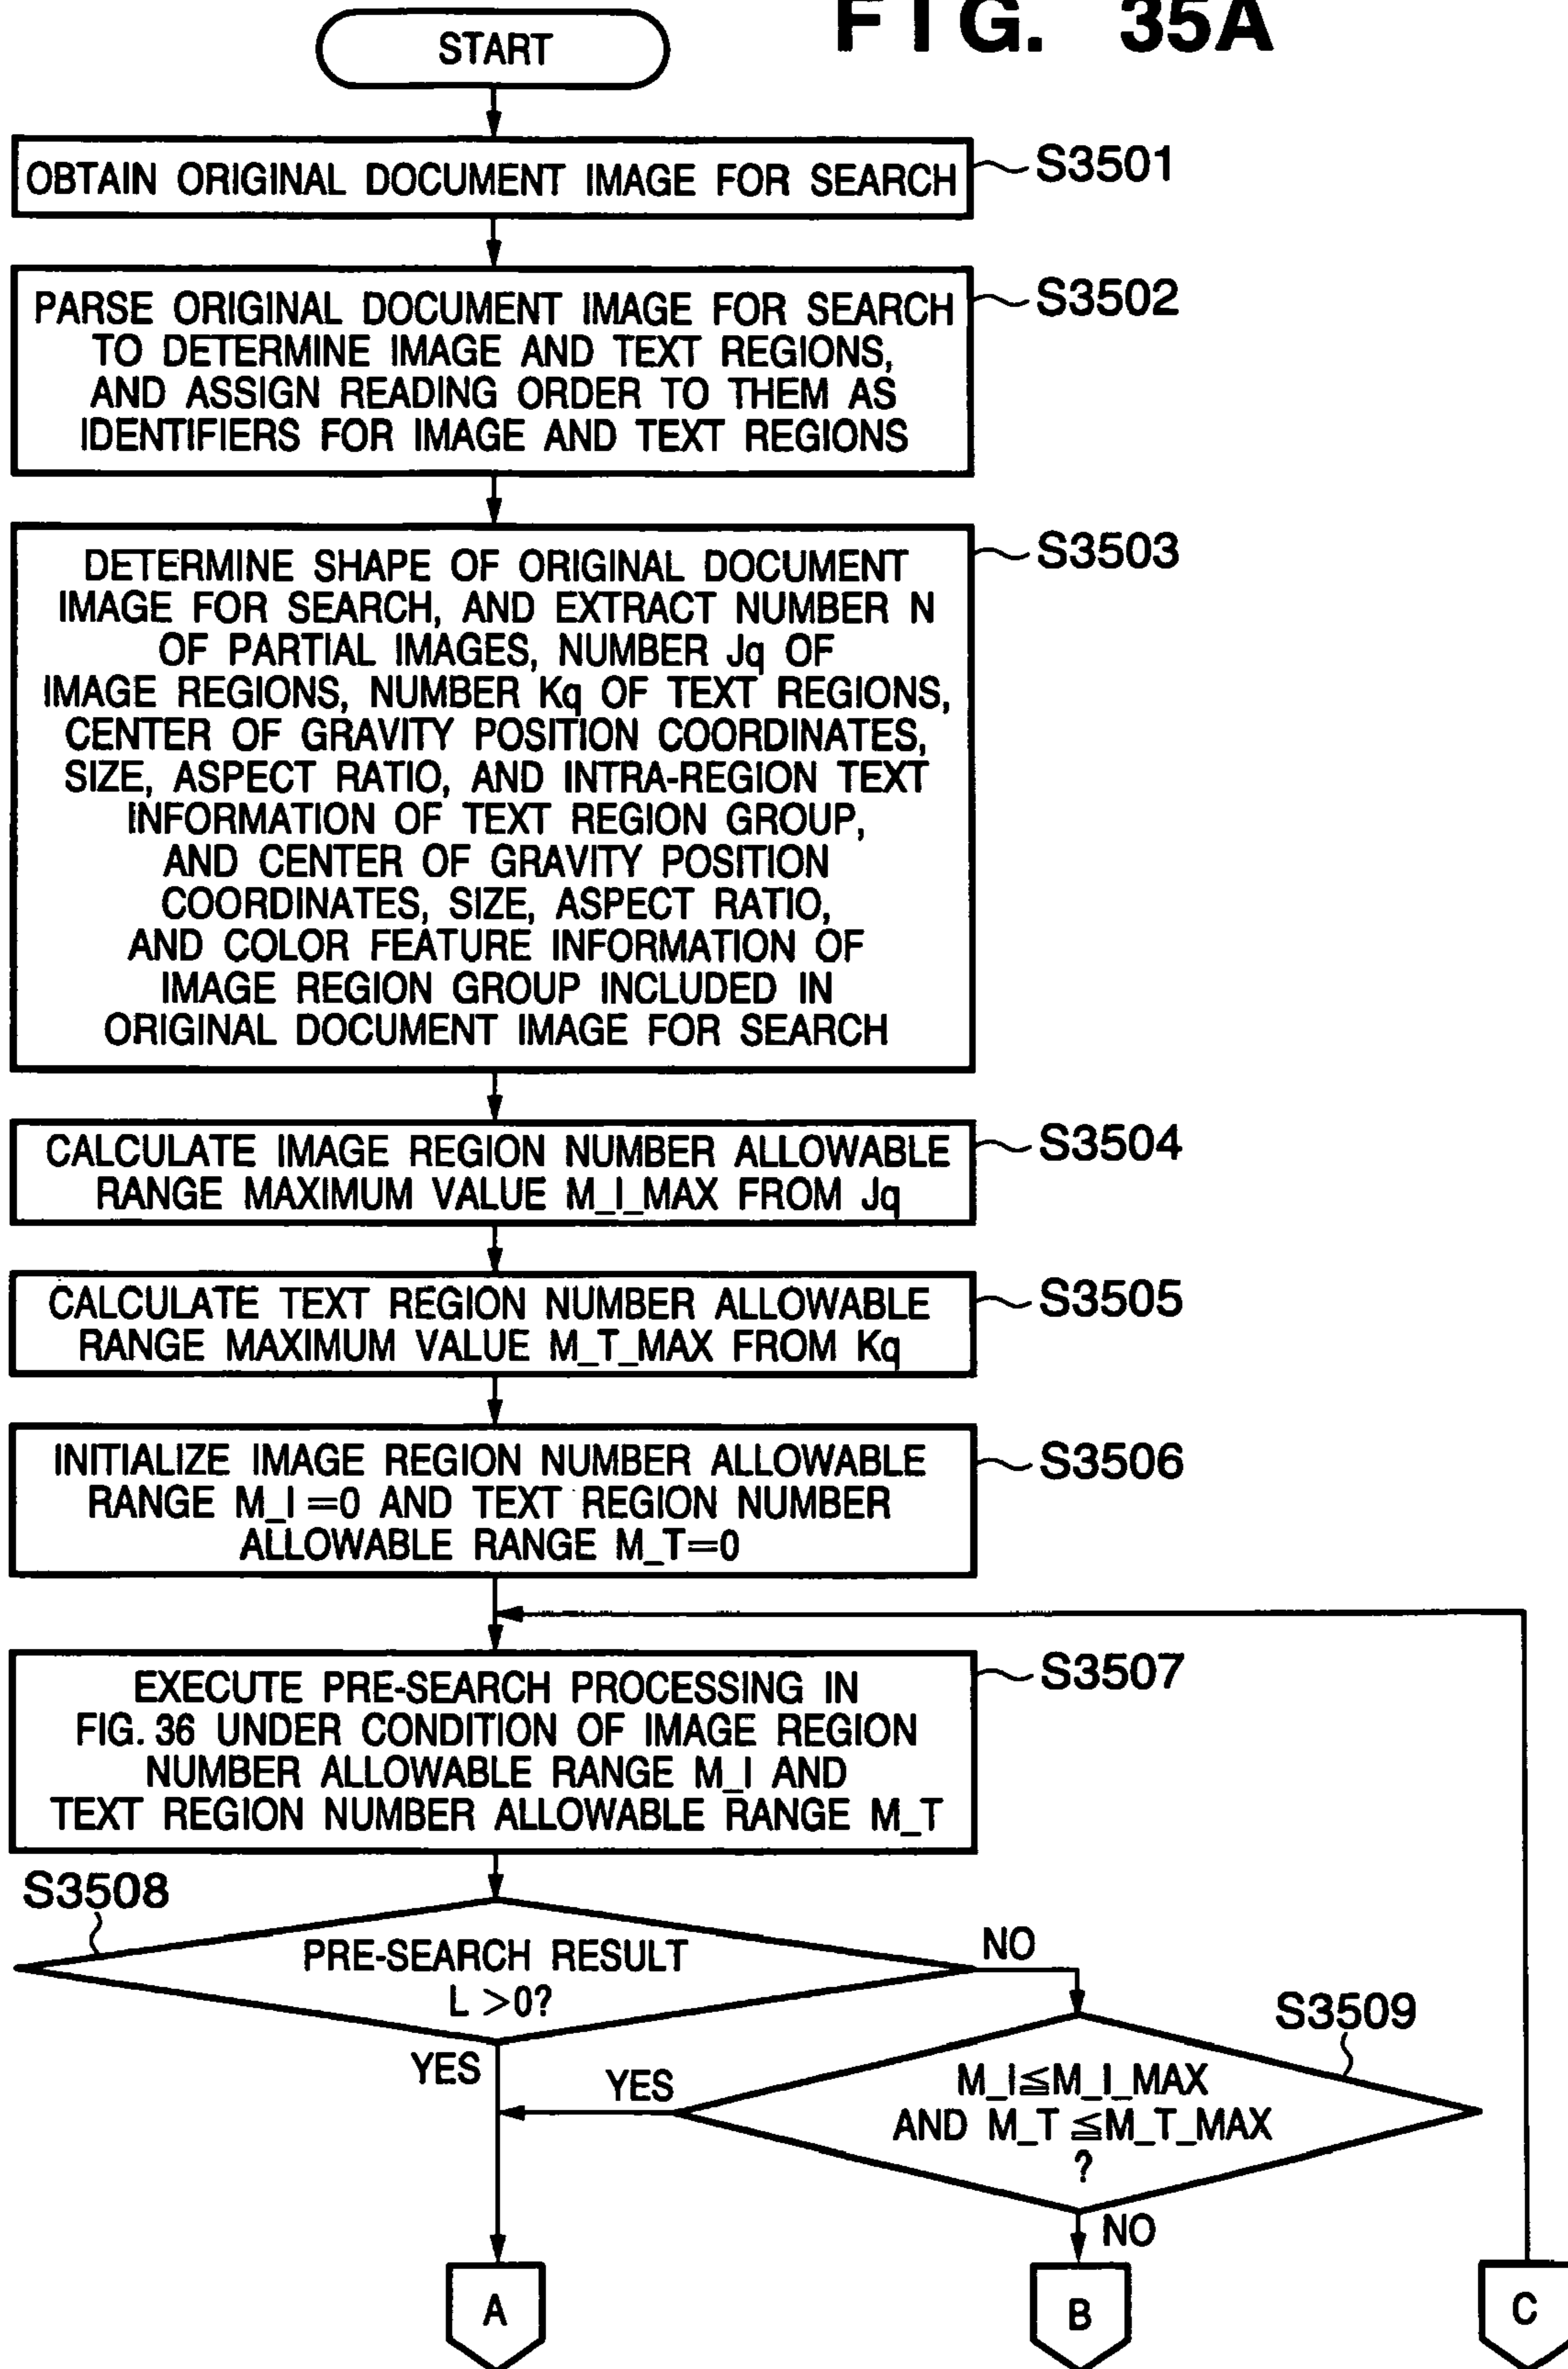 FIG. 35A
START
OBTAIN ORIGINAL DOCUMENT IMAGE FOR SEARCH
S3501
PARSE ORIGINAL DOCUMENT IMAGE FOR SEARCH
TO DETERMINE IMAGE AND TEXT REGIONS,
AND ASSIGN READING ORDER TO THEM AS
IDENTIFIERS FOR IMAGE AND TEXT REGIONS
S3502
DETERMINE SHAPE OF ORIGINAL DOCUMENT
IMAGE FOR SEARCH, AND EXTRACT NUMBER N
OF PARTIAL IMAGES, NUMBER Jq OF
IMAGE REGIONS, NUMBER Kq OF TEXT REGIONS,
CENTER OF GRAVITY POSITION COORDINATES,
SIZE, ASPECT RATIO, AND INTRA-REGION TEXT
INFORMATION OF TEXT REGION GROUP,
AND CENTER OF GRAVITY POSITION
COORDINATES, SIZE, ASPECT RATIO,
AND COLOR FEATURE INFORMATION OF
IMAGE REGION GROUP INCLUDED IN
ORIGINAL DOCUMENT IMAGE FOR SEARCH
S3503
CALCULATE IMAGE REGION NUMBER ALLOWABLE
RANGE MAXIMUM VALUE M_I_MAX FROM Jq
S3504
CALCULATE TEXT REGION NUMBER ALLOWABLE
RANGE MAXIMUM VALUE M_T_MAX FROM Kq
S3505
INITIALIZE IMAGE REGION NUMBER ALLOWABLE
RANGE M_I=0 AND TEXT REGION NUMBER
ALLOWABLE RANGE M_T=0
S3506
EXECUTE PRE-SEARCH PROCESSING IN
FIG. 36 UNDER CONDITION OF IMAGE REGION
NUMBER ALLOWABLE RANGE M_I AND
TEXT REGION NUMBER ALLOWABLE RANGE M_T
S3507
S3508
PRE-SEARCH RESULT
L >0?
NO
YES
S3509
M_I≦M_I_MAX
AND M_T ≦M_T_MAX
?
YES
NO
A
B
C